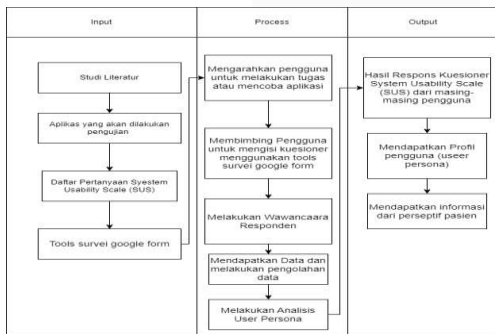 Input
Process
Output
Studi Literatur
Aplikas yang akan dilakukan
pengujian
Daftar Pertanyaan Syestem
Usability Scale (SUS)
Tools survei google form
Mengarahkan pengguna
untuk melakukan tugas
atau mencoba aplikasi
Membimbing Pengguna
untuk mengisi kuesioner
menggunakan tools
survei google form
Melakukan Wawancaara
Responden
Mendapatkan Data dan
melakukan pengolahan
data
Melakukan Analisis
User Persona
Hasil Respons Kuesioner
System Usability Scale
(SUS) dari masing-
masing pengguna
Mendapatkan Profil
pengguna (useer
persona)
Mendapatkan informasi
dari perseptif pasien